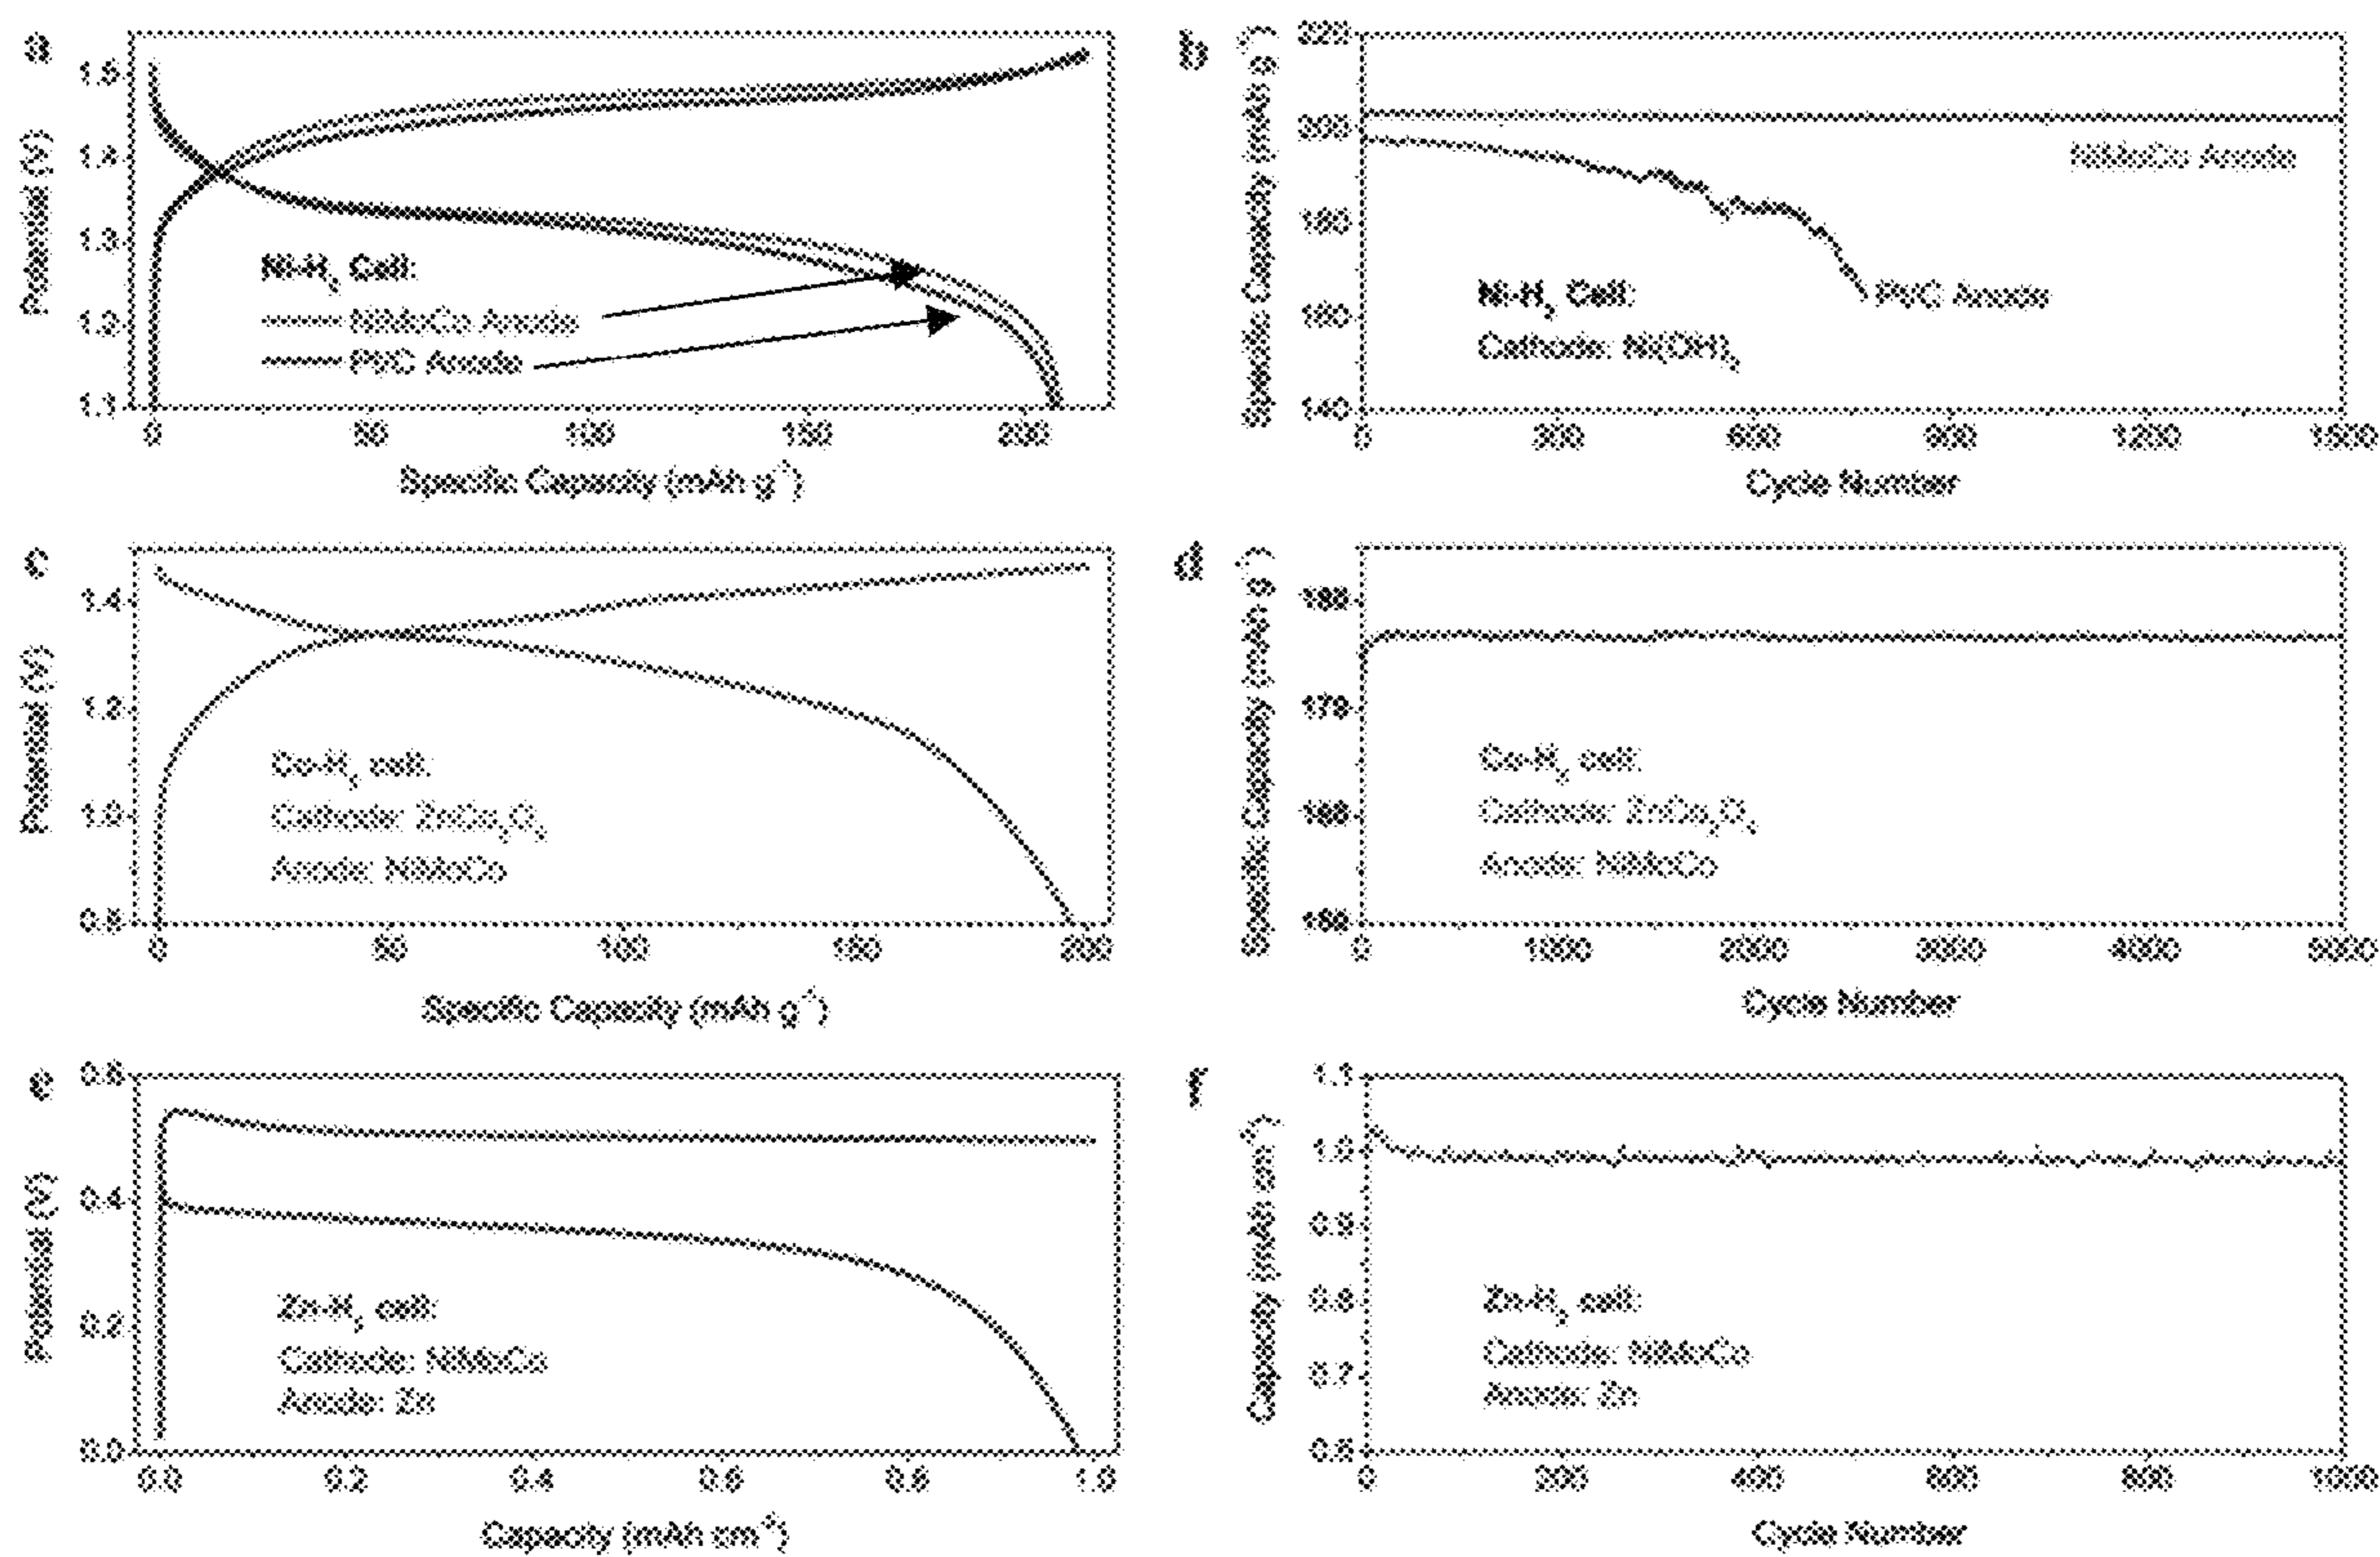 a
1.5
1.4
1.3
1.2
1.1
Potential (V)
Ni-H₂ Cell:
NiMoCo Anode
Pt/C Anode
0 50 100 150 200
Specific Capacity (mAh g⁻¹)
b
220
200
180
160
140
Specific Capacity (mAh g⁻¹)
NiMoCo Anode
Pt/C Anode
Ni-H₂ Cell:
Cathode: Ni(OH)₂
0 300 600 900 1200 1500
Cycle Number
c
1.4
1.2
1.0
0.8
Potential (V)
Co-H₂ cell:
Cathode: ZnCo₂O₄
Anode: NiMoCo
0 50 100 150 200
Specific Capacity (mAh g⁻¹)
d
Specific Capacity (mAh g⁻¹)
Co-H₂ cell:
Cathode: ZnCo₂O₄
Anode: NiMoCo
0 1000 2000 3000 4000 5000
Cycle Number
e
0.6
0.4
0.2
0.0
Potential (V)
Zn-H₂ cell:
Cathode: NiMoCo
Anode: Zn
0.0 0.2 0.4 0.6 0.8 1.0
Capacity (mAh cm⁻²)
f
1.1
1.0
0.9
0.8
0.7
0.6
Capacity (mAh cm⁻²)
Zn-H₂ cell:
Cathode: NiMoCo
Anode: Zn
0 200 400 600 800 1000
Cycle Number